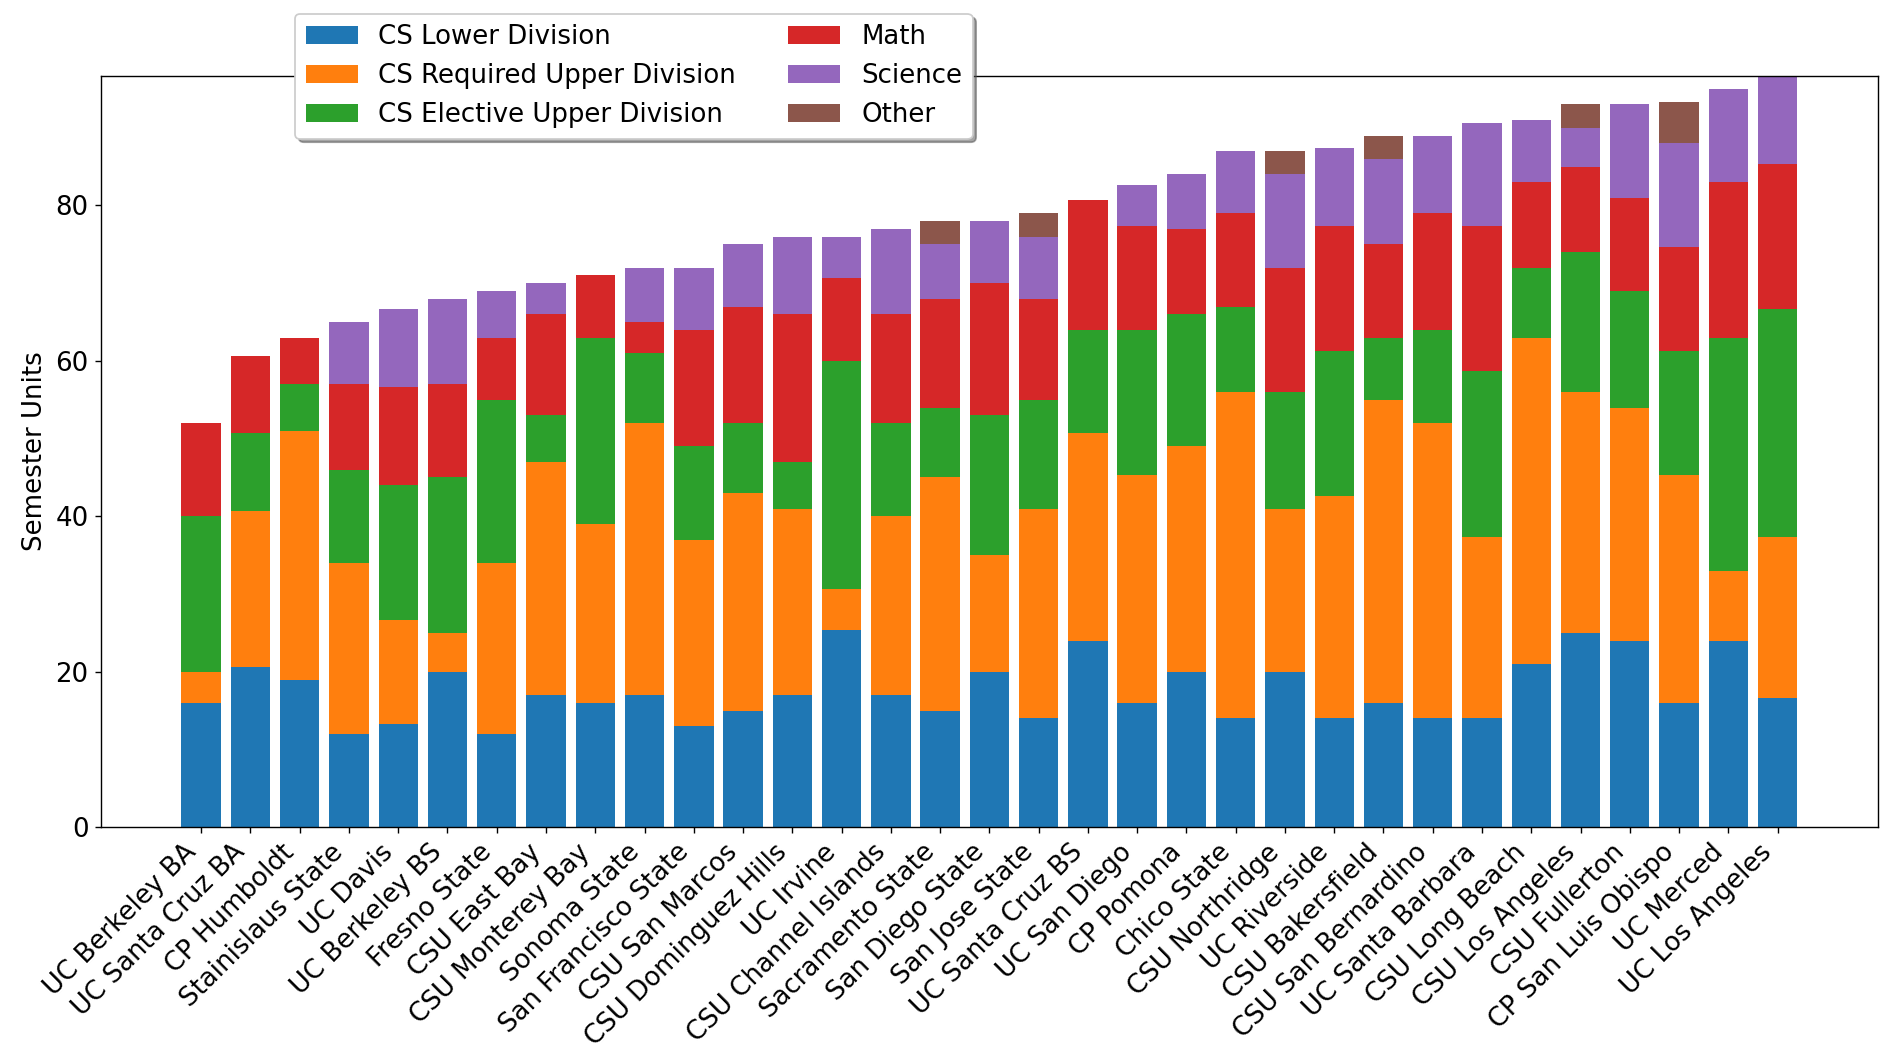 CS Lower Division
CS Required Upper Division
CS Elective Upper Division
Math
Science
Other
Semester Units
80
60
40
20
0
UC Berkeley BA
UC Santa Cruz BA
CP Humboldt
Stainislaus State
UC Davis
UC Berkeley BS
Fresno State
CSU East Bay
CSU Monterey Bay
Sonoma State
San Francisco State
CSU San Marcos
CSU Dominguez Hills
UC Irvine
CSU Channel Islands
Sacramento State
San Diego State
San Jose State
UC Santa Cruz BS
UC San Diego
CP Pomona
Chico State
CSU Northridge
UC Riverside
CSU Bakersfield
CSU San Bernardino
UC Santa Barbara
CSU Long Beach
CSU Los Angeles
CSU Fullerton
CP San Luis Obispo
UC Merced
UC Los Angeles